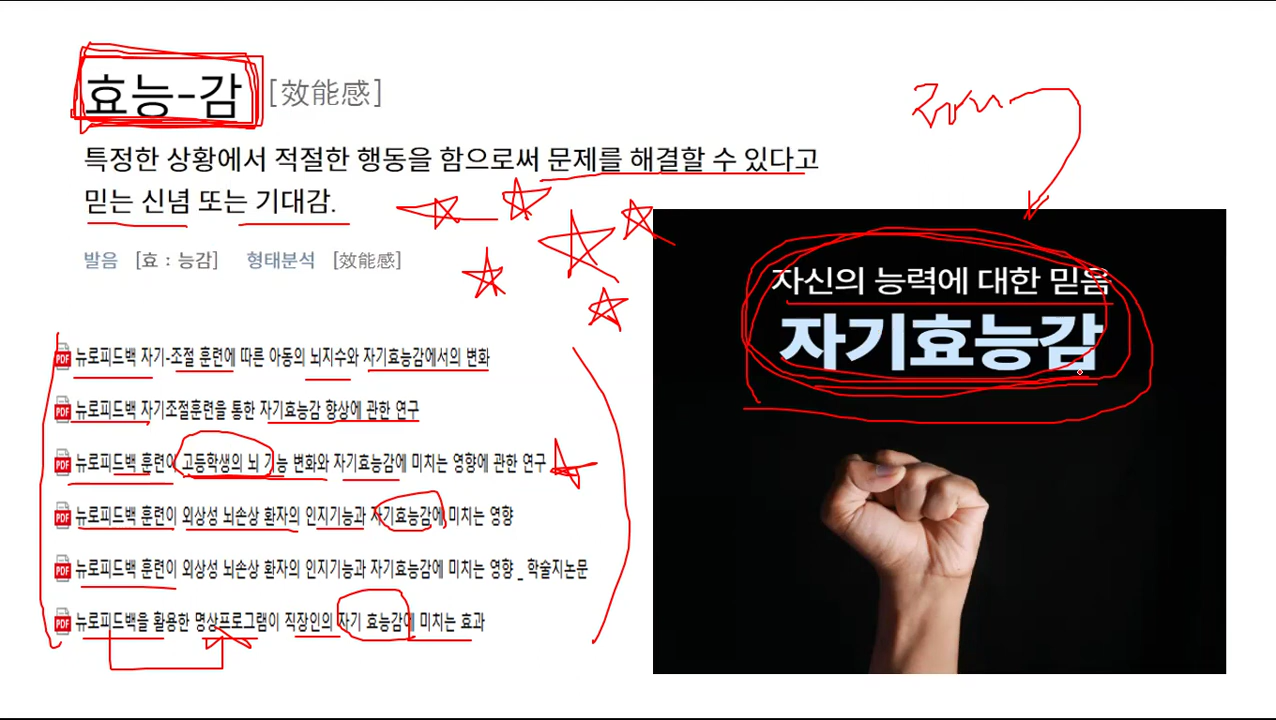 효능-감 [效能感]
특정한 상황에서 적절한 행동을 함으로써 문제를 해결할 수 있다고
믿는 신념 또는 기대감.
발음 [효ː능감] 형태분석 [效能感]
PDF 뉴로피드백 자기-조절 훈련에 따른 아동의 뇌지수와 자기효능감에서의 변화
PDF 뉴로피드백 자기조절훈련을 통한 자기효능감 향상에 관한 연구
PDF 뉴로피드백 훈련이 고등학생의 뇌 기능 변화와 자기효능감에 미치는 영향에 관한 연구
PDF 뉴로피드백 훈련이 외상성 뇌손상 환자의 인지기능과 자기효능감에 미치는 영향
PDF 뉴로피드백 훈련이 외상성 뇌손상 환자의 인지기능과 자기효능감에 미치는 영향 _ 학술지논문
PDF 뉴로피드백을 활용한 명상프로그램이 직장인의 자기 효능감에 미치는 효과
자신의 능력에 대한 믿음
자기효능감